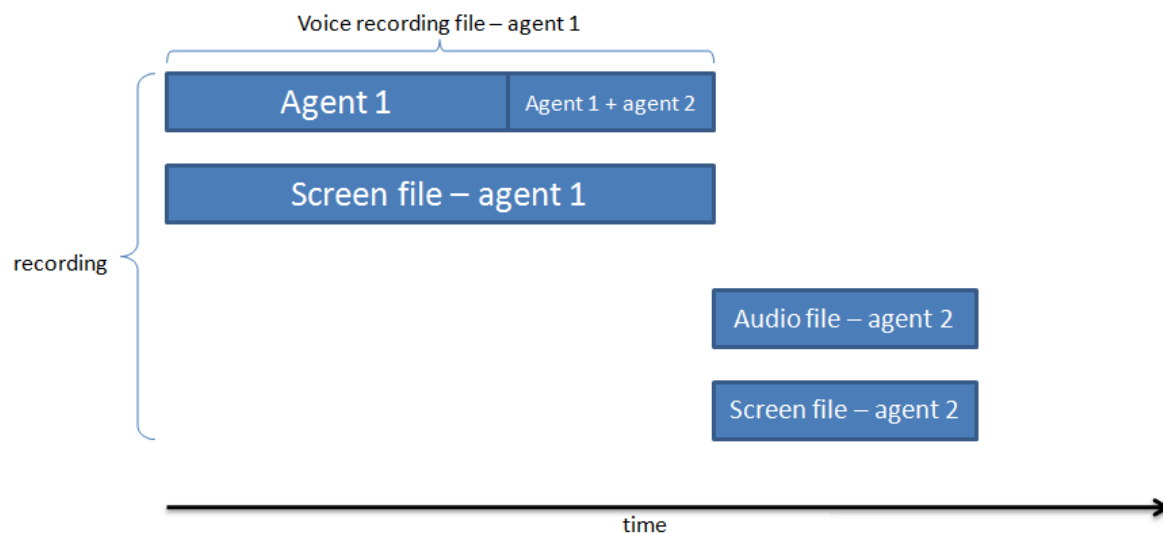 Voice recording file – agent 1
Agent 1
Agent 1 + agent 2
Screen file – agent 1
recording
Audio file – agent 2
Screen file – agent 2
time